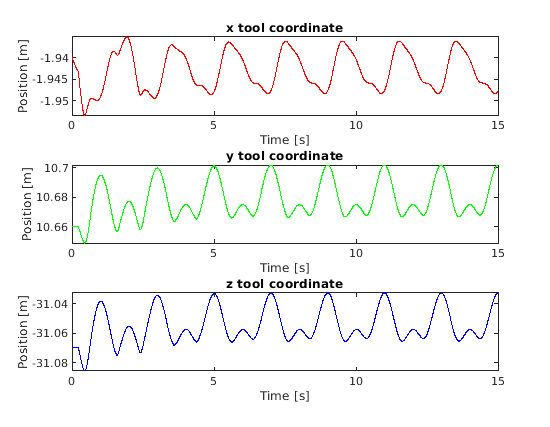 x tool coordinate
-1.94
-1.945
-1.95
Position [m]
0 5 10 15
Time [s]
y tool coordinate
10.7
10.68
10.66
Position [m]
0 5 10 15
Time [s]
z tool coordinate
-31.04
-31.06
-31.08
Position [m]
0 5 10 15
Time [s]